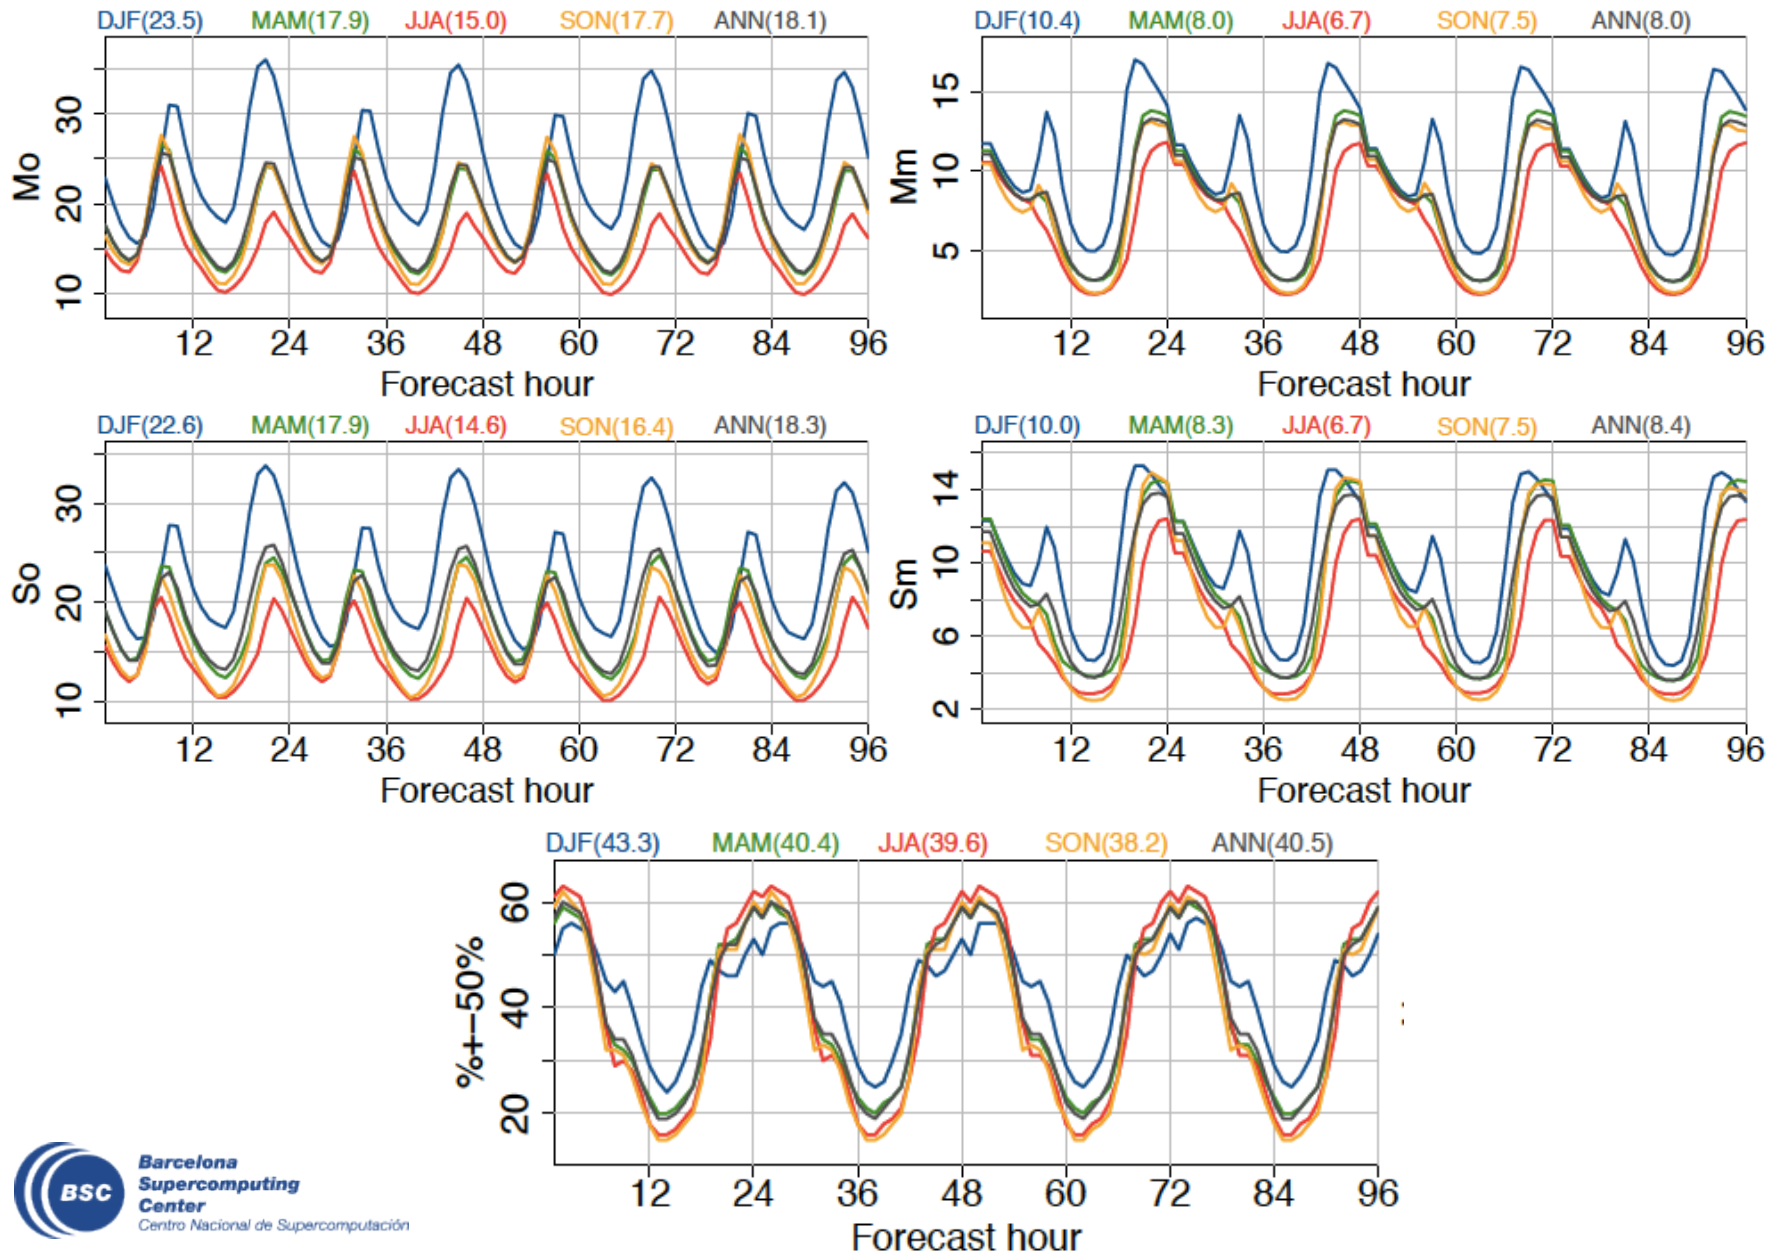 DJF(23.5) MAM(17.9) JJA(15.0) SON(17.7) ANN(18.1)
Mo
30
20
10
12 24 36 48 60 72 84 96
Forecast hour
DJF(10.4) MAM(8.0) JJA(6.7) SON(7.5) ANN(8.0)
Mm
15
10
5
12 24 36 48 60 72 84 96
Forecast hour
DJF(22.6) MAM(17.9) JJA(14.6) SON(16.4) ANN(18.3)
So
30
20
10
12 24 36 48 60 72 84 96
Forecast hour
DJF(10.0) MAM(8.3) JJA(6.7) SON(7.5) ANN(8.4)
Sm
14
10
6
2
12 24 36 48 60 72 84 96
Forecast hour
DJF(43.3) MAM(40.4) JJA(39.6) SON(38.2) ANN(40.5)
%+−50%
60
40
20
12 24 36 48 60 72 84 96
Forecast hour
BSC
Barcelona
Supercomputing
Center
Centro Nacional de Supercomputación